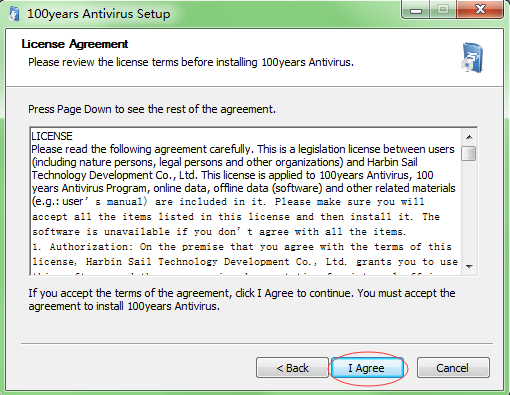 100years Antivirus Setup
License Agreement
Please review the license terms before installing 100years Antivirus.
Press Page Down to see the rest of the agreement.
LICENSE
Please read the following agreement carefully. This is a legislation license between users
(including nature persons, legal persons and other organizations) and Harbin Sail
Technology Development Co., Ltd. This license is applied to 100years Antivirus, 100
years Antivirus Program, online data, offline data (software) and other related materials
(e.g.: user’s manual) are included in it. Please make sure you will
accept all the items listed in this license and then install it. The
software is unavailable if you don’t agree with all the items.
1. Authorization: On the premise that you agree with the terms of this
license, Harbin Sail Technology Development Co., Ltd. grants you to use
If you accept the terms of the agreement, click I Agree to continue. You must accept the
agreement to install 100years Antivirus.
< Back
I Agree
Cancel